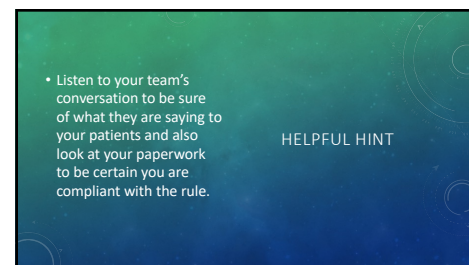 • Listen to your team's
conversation to be sure
of what they are saying to
your patients and also
look at your paperwork
to be certain you are
compliant with the rule.
HELPFUL HINT